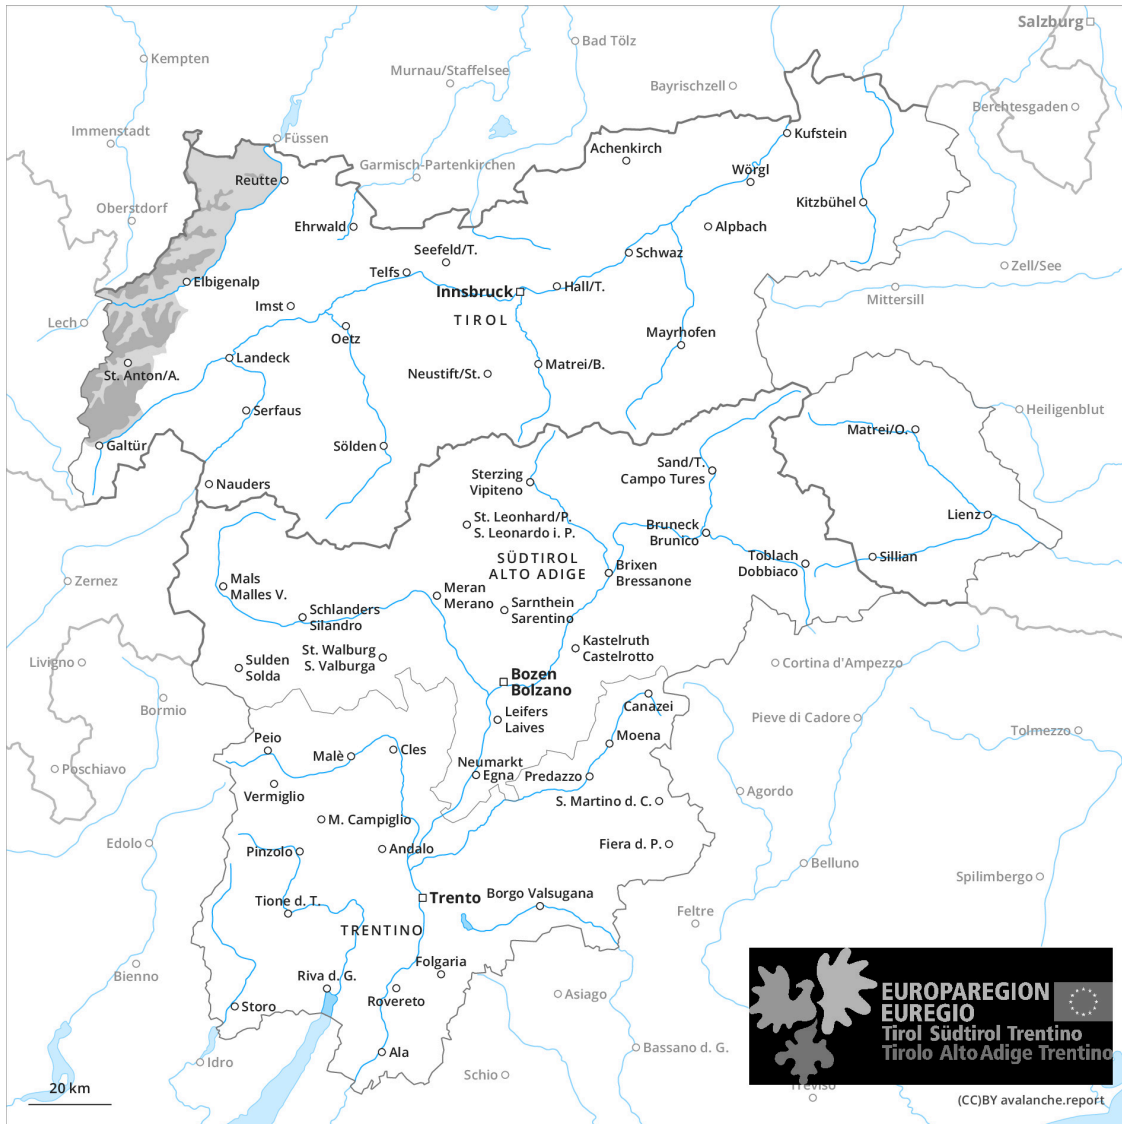 Salzburg
Bad Tölz
Kempten
Murnau/Staffelsee
Bayrischzell
Berchtesgaden
Immenstadt
Füssen
Kufstein
Achenkirch
Garmisch-Partenkirchen
Wörgl
Reutte
Oberstdorf
Kitzbühel
Ehrwald
Alpbach
Seefeld/T.
Schwaz
Zell/See
Telfs
Elbigenalp
Hall/T.
Innsbruck
Mittersill
Imst
TIROL
Lech
Oetz
Mayrhofen
Landeck
Matrei/B.
St. Anton/A.
Neustift/St.
Serfaus
Heiligenblut
Matrei/O.
Galtür
Sölden
Sand/T.
Campo Tures
Sterzing
Vipiteno
Nauders
St. Leonhard/P.
S. Leonardo i. P.
Lienz
Bruneck
Brunico
SÜDTIROL
ALTO ADIGE
Toblach
Dobbiaco
Sillian
Brixen
Bressanone
Zernez
Mals
Malles V.
Meran
Merano
Sarnthein
Sarentino
Schlanders
Silandro
Kastelruth
Castelrotto
St. Walburg
S. Valburga
Livigno
Sulden
Solda
Cortina d'Ampezzo
Bozen
Bolzano
Canazei
Bormio
Leifers
Laives
Pieve di Cadore
Tolmezzo
Moena
Peio
Cles
Malè
Neumarkt
Egna
Predazzo
Poschiavo
Vermiglio
Agordo
S. Martino d. C.
M. Campiglio
Edolo
Fiera d. P.
Pinzolo
Andalo
Belluno
Spilimbergo
Borgo Valsugana
Trento
Tione d. T.
Feltre
TRENTINO
Folgaria
Bienno
Riva d. G.
Asiago
Rovereto
Storo
EUROPAREGION
EUREGIO
Tirol Südtirol Trentino
Tirolo Alto Adige Trentino
Bassano d. G.
Ala
Idro
Schio
Treviso
20 km
(CC)BY avalanche.report